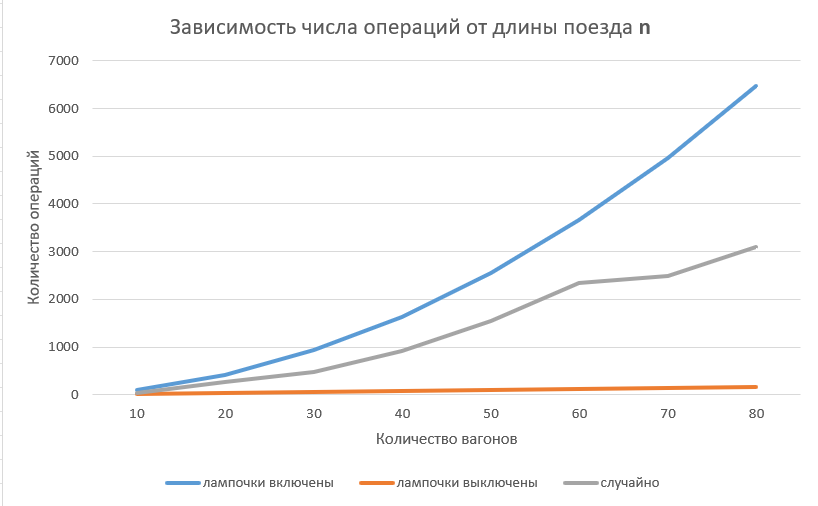 Зависимость числа операций от длины поезда n
7000
6000
5000
4000
3000
2000
1000
0
Количество операций
10 20 30 40 50 60 70 80
Количество вагонов
лампочки включены лампочки выключены случайно